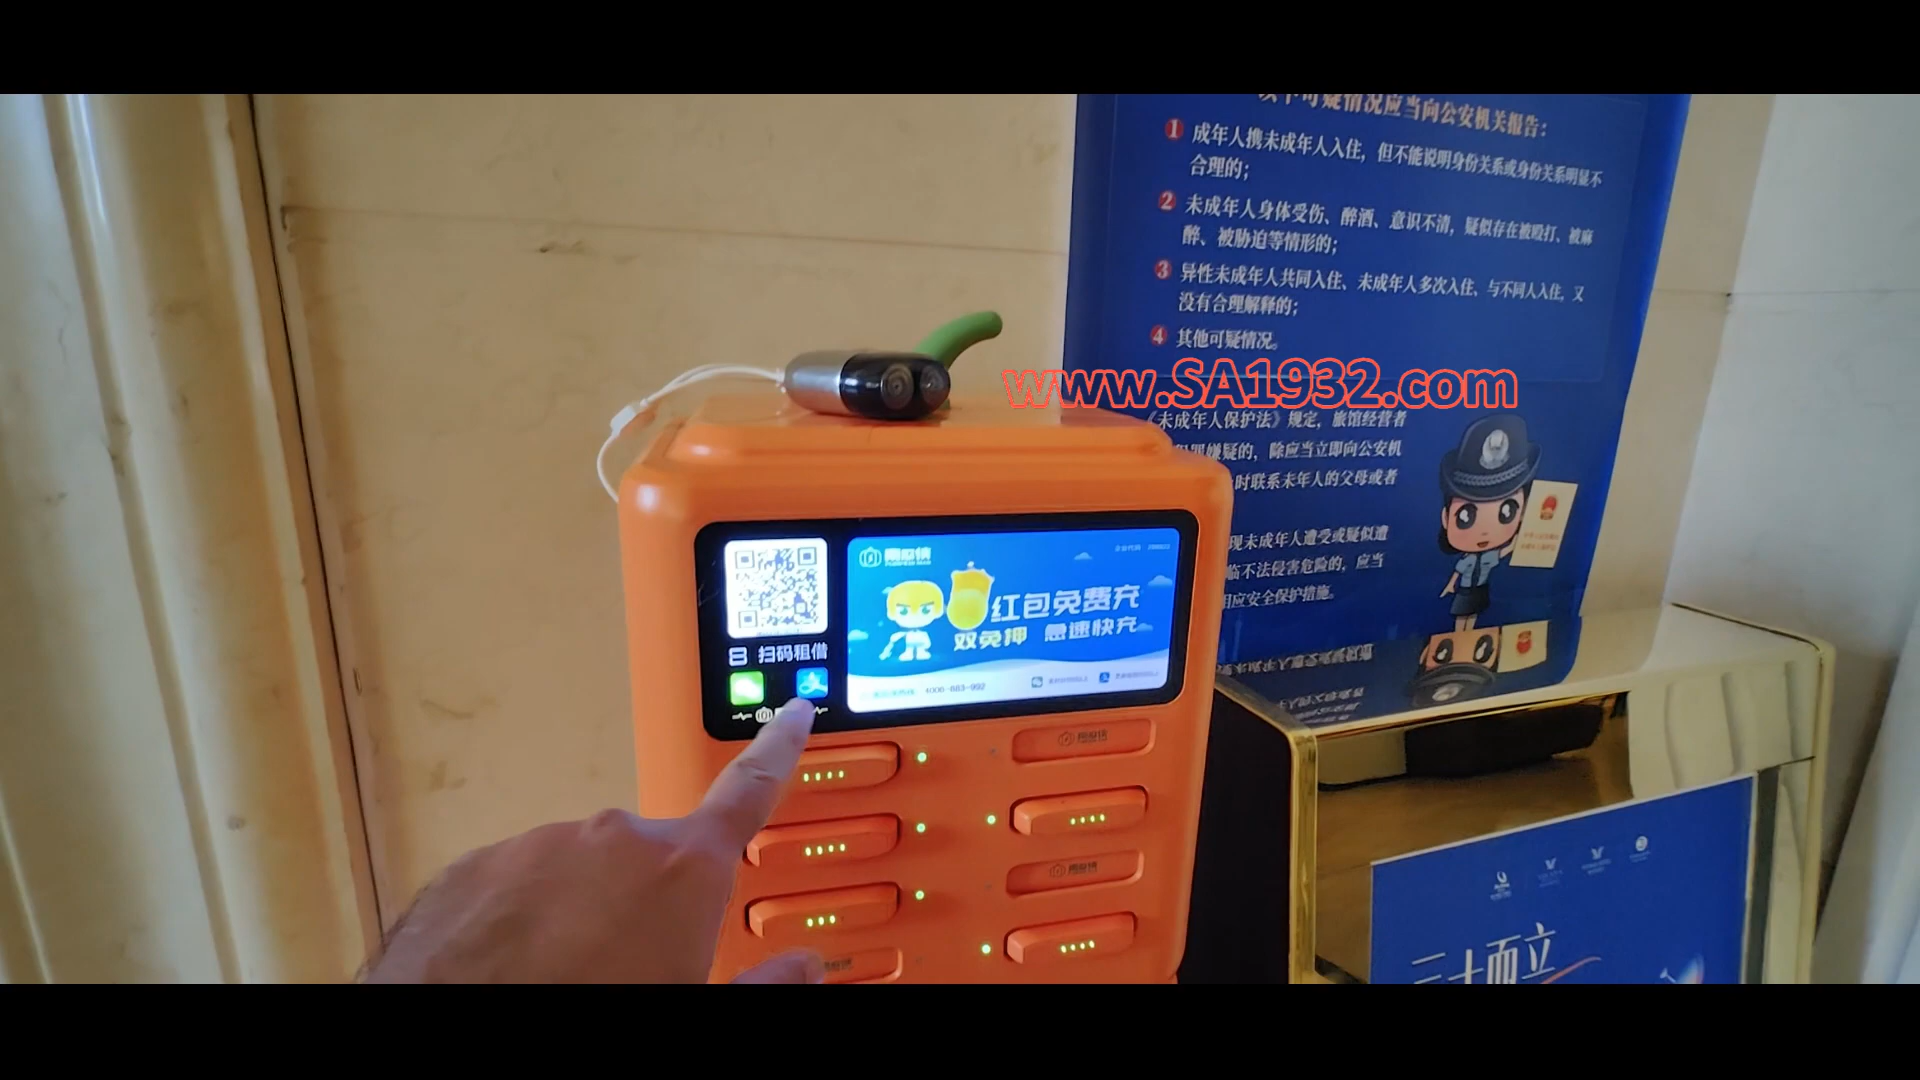 以下可疑情况应当向公安机关报告：
1 成年人携未成年人入住，但不能说明身份关系或身份关系明显不
合理的；
2 未成年人身体受伤、醉酒、意识不清，疑似存在被殴打、被麻
醉、被胁迫等情形的；
3 异性未成年人共同入住、未成年人多次入住、与不同人入住，又
没有合理解释的；
4 其他可疑情况。
www.SA1932.com
《未成年人保护法》规定，旅馆经营者
嫌疑的，除应当立即向公安机
时联系未年人的父母或者
现未成年人遭受或疑似遭
临不法侵害危险的，应当
相应安全保护措施。
红包免费充
双免押 急速快充
扫码租借
4006-683-992
三十而立